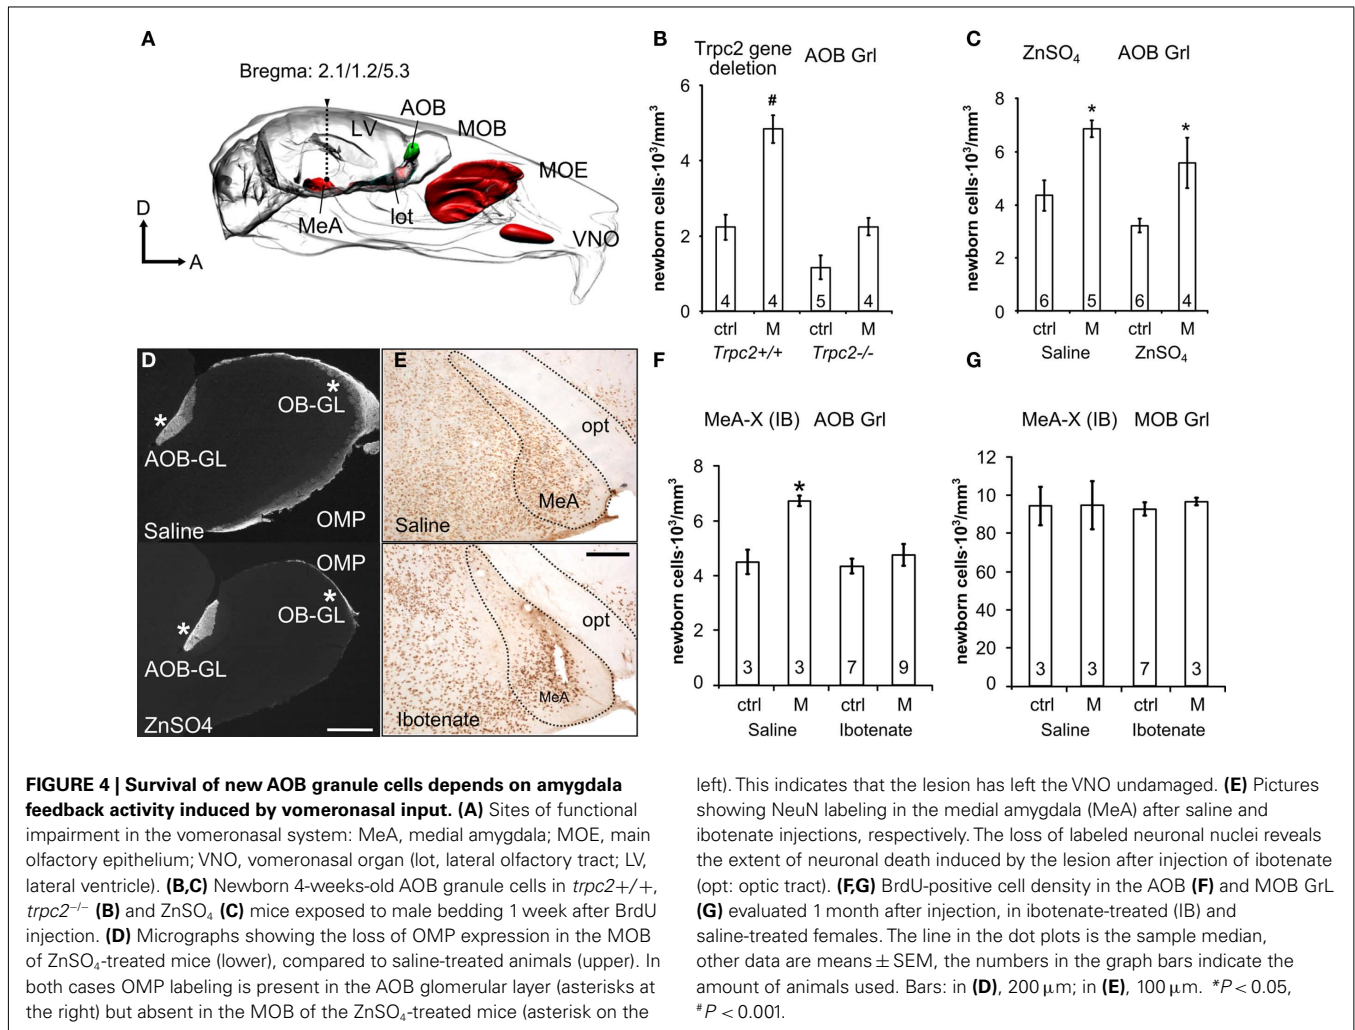 A
Bregma: 2.1/1.2/5.3
AOB
LV
MOB
MOE
MeA
lot
VNO
D
A
B
Trpc2 gene
deletion
AOB Grl
newborn cells·10³/mm³
6
4
2
0
#
4
4
5
4
ctrl
M
ctrl
M
Trpc2+/+
Trpc2-/-
C
ZnSO₄
AOB Grl
newborn cells·10³/mm³
8
6
4
2
0
*
*
6
5
6
4
ctrl
M
ctrl
M
Saline
ZnSO₄
D
*
OB-GL
*
AOB-GL
OMP
Saline
OMP
*
OB-GL
*
AOB-GL
ZnSO4
E
opt
MeA
Saline
opt
MeA
Ibotenate
F
MeA-X (IB)
AOB Grl
newborn cells·10³/mm³
8
6
4
2
0
*
3
3
7
9
ctrl
M
ctrl
M
Saline
Ibotenate
G
MeA-X (IB)
MOB Grl
newborn cells·10³/mm³
12
10
80
60
40
20
0
3
3
7
3
ctrl
M
ctrl
M
Saline
Ibotenate
FIGURE 4 | Survival of new AOB granule cells depends on amygdala
feedback activity induced by vomeronasal input. (A) Sites of functional
impairment in the vomeronasal system: MeA, medial amygdala; MOE, main
olfactory epithelium; VNO, vomeronasal organ (lot, lateral olfactory tract; LV,
lateral ventricle). (B,C) Newborn 4-weeks-old AOB granule cells in trpc2+/+,
trpc2−/− (B) and ZnSO₄ (C) mice exposed to male bedding 1 week after BrdU
injection. (D) Micrographs showing the loss of OMP expression in the MOB
of ZnSO₄-treated mice (lower), compared to saline-treated animals (upper). In
both cases OMP labeling is present in the AOB glomerular layer (asterisks at
the right) but absent in the MOB of the ZnSO₄-treated mice (asterisk on the
left). This indicates that the lesion has left the VNO undamaged. (E) Pictures
showing NeuN labeling in the medial amygdala (MeA) after saline and
ibotenate injections, respectively. The loss of labeled neuronal nuclei reveals
the extent of neuronal death induced by the lesion after injection of ibotenate
(opt: optic tract). (F,G) BrdU-positive cell density in the AOB (F) and MOB GrL
(G) evaluated 1 month after injection, in ibotenate-treated (IB) and
saline-treated females. The line in the dot plots is the sample median,
other data are means ± SEM, the numbers in the graph bars indicate the
amount of animals used. Bars: in (D), 200 μm; in (E), 100 μm. *P < 0.05,
#P < 0.001.